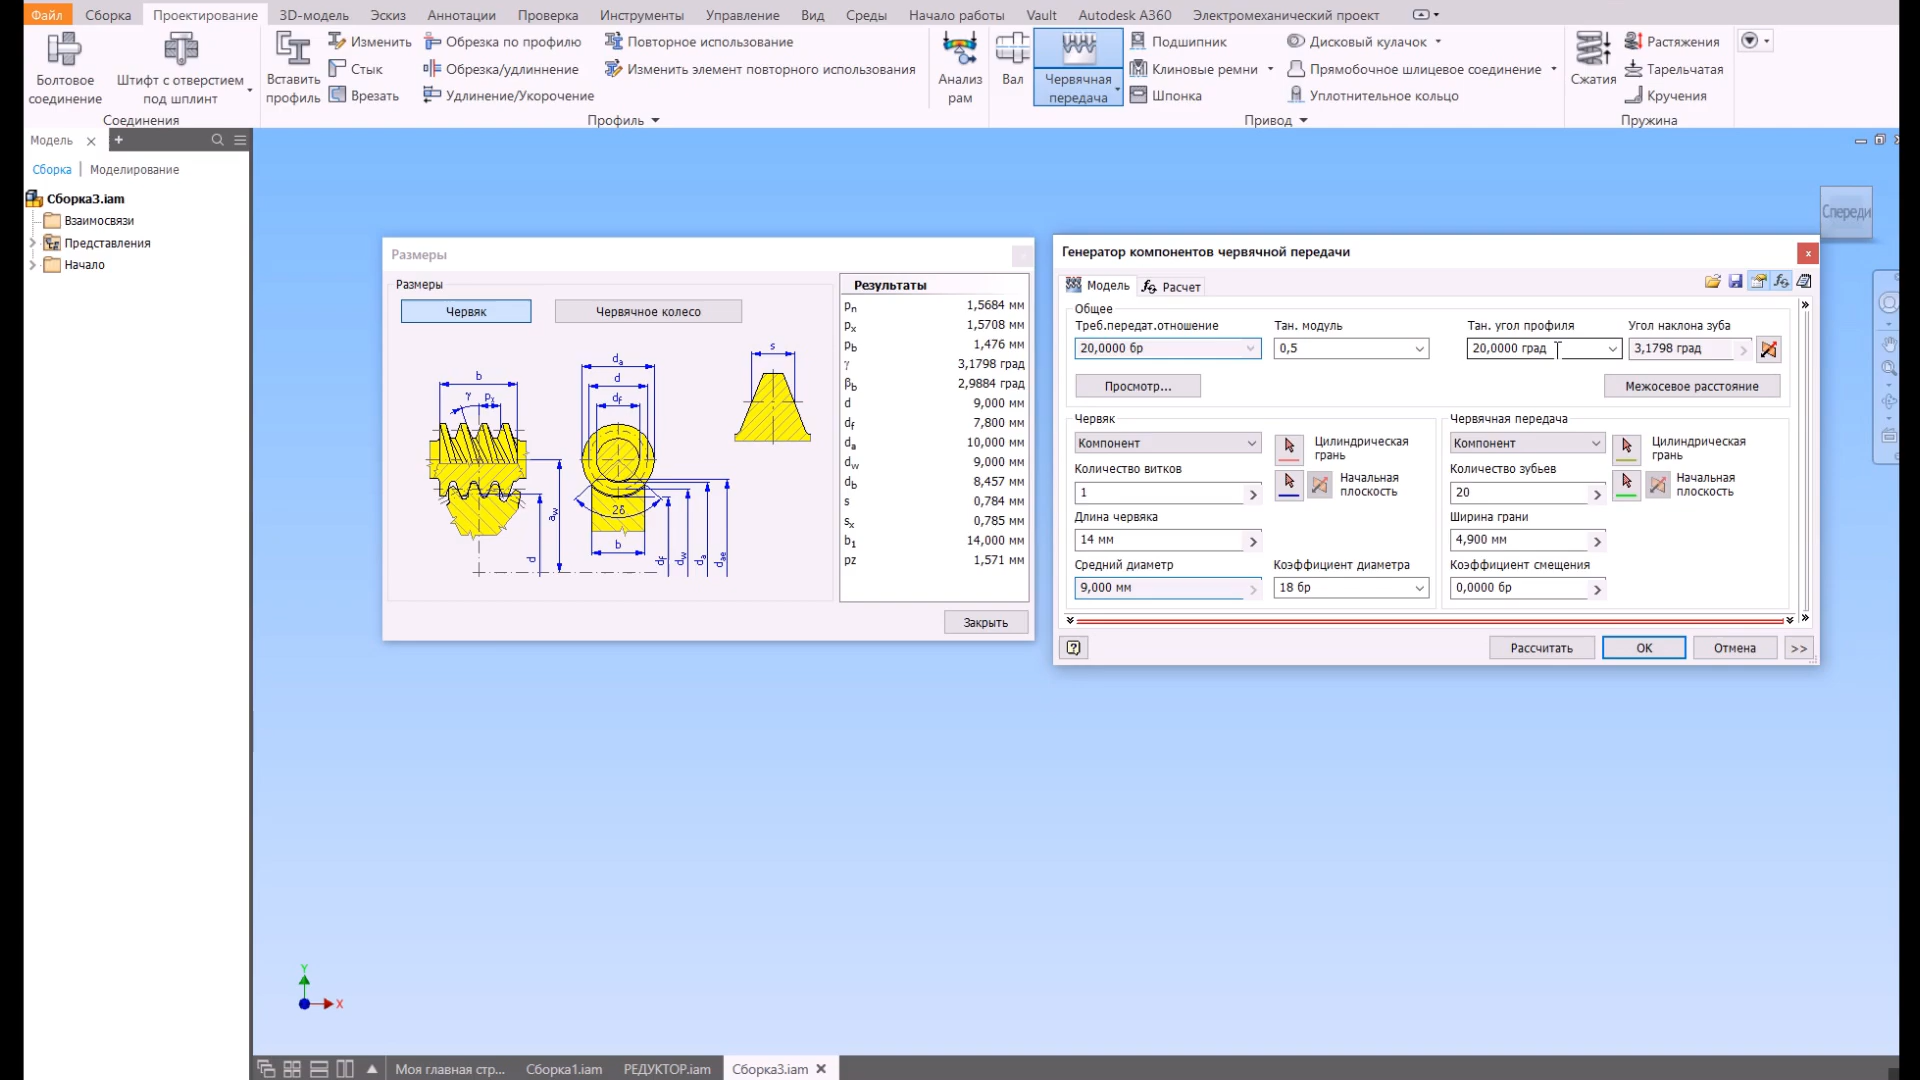 Файл Сборка Проектирование 3D-модель Эскиз Аннотации Проверка Инструменты Управление Вид Среды Начало работы Vault Autodesk A360 Электромеханический проект
Болтовое соединение
Штифт с отверстием под шплинт
Соединения
Вставить профиль
Изменить
Стык
Врезать
Обрезка по профилю
Обрезка/удлиннение
Удлинение/Укорочение
Повторное использование
Изменить элемент повторного использования
Профиль
Анализ рам
Вал
Червячная передача
Подшипник
Клиновые ремни
Шпонка
Дисковый кулачок
Прямобочное шлицевое соединение
Уплотнительное кольцо
Привод
Сжатия
Растяжения
Тарельчатая
Кручения
Пружина
Модель
Сборка | Моделирование
Сборка3.iam
Взаимосвязи
Представления
Начало
Спереди
Размеры
Размеры
Червяк
Червячное колесо
b
γ px
aw
d
da
d
df
2δ
b
df
dw
da
dae
s
Результаты
pn 1,5684 мм
px 1,5708 мм
pb 1,476 мм
γ 3,1798 град
βb 2,9884 град
d 9,000 мм
df 7,800 мм
da 10,000 мм
dw 9,000 мм
db 8,457 мм
s 0,784 мм
sx 0,785 мм
b1 14,000 мм
pz 1,571 мм
Закрыть
Генератор компонентов червячной передачи
Модель Расчет
Общее
Треб.передат.отношение Тан. модуль Тан. угол профиля Угол наклона зуба
20,0000 бр 0,5 20,0000 град 3,1798 град
Просмотр... Межосевое расстояние
Червяк
Компонент
Цилиндрическая грань
Количество витков
Начальная плоскость
1
Длина червяка
14 мм
Средний диаметр Коэффициент диаметра
9,000 мм 18 бр
Червячная передача
Компонент
Цилиндрическая грань
Количество зубьев
Начальная плоскость
20
Ширина грани
4,900 мм
Коэффициент смещения
0,0000 бр
Рассчитать ОК Отмена >>
Y
X
Моя главная стр... Сборка1.iam РЕДУКТОР.iam Сборка3.iam